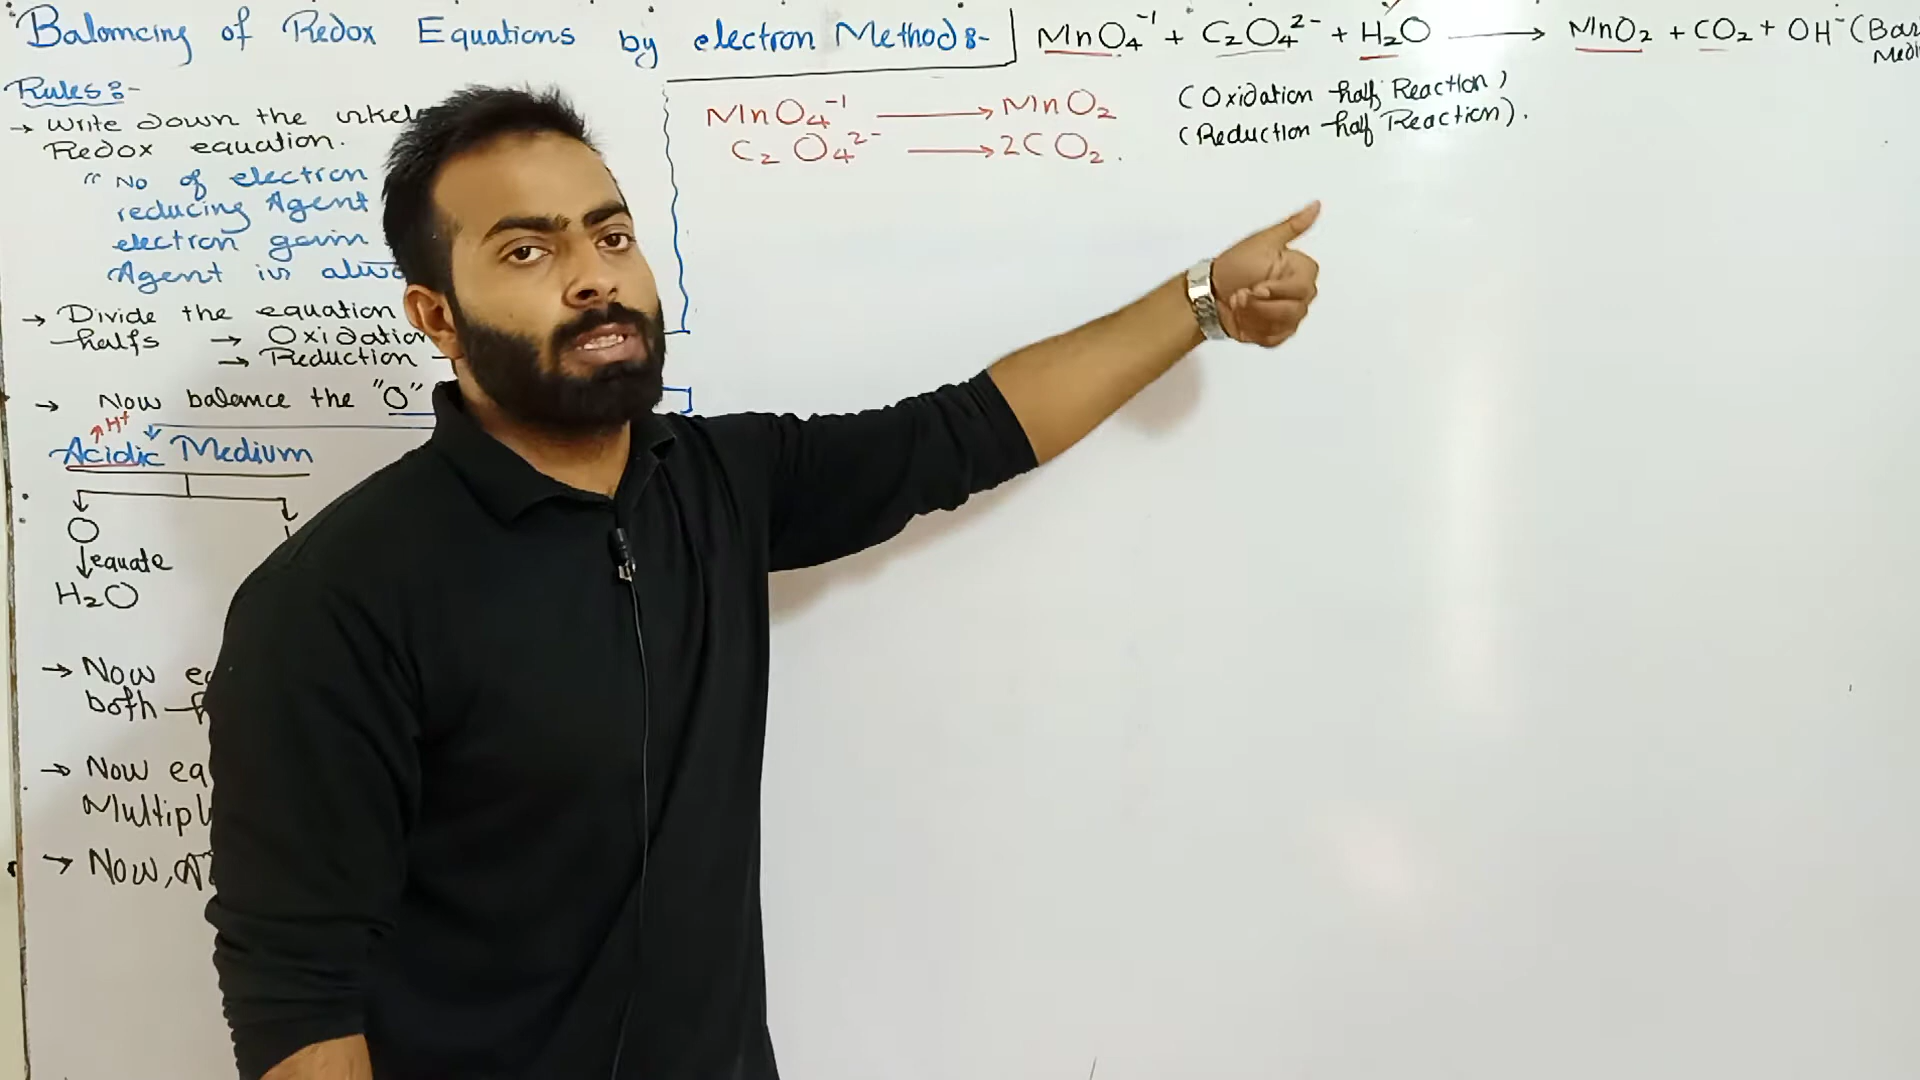 Balancing of Redox Equations by electron Method:-
MnO₄⁻¹ + C₂O₄²⁻ + H₂O ⟶ MnO₂ + CO₂ + OH⁻ (Bas
Medi
Rules:-
→ Write down the
Redox equation.
" No of electron
reducing Agent
electron gain
Agent is alwa
→ Divide the equation
halfs → Oxidation
→ Reduction
→ Now balance the "O"
H⁺
Acidic Medium
O
↓equate
H₂O
→ Now eq
both
→ Now eq
Multipl
→ Now,
MnO₄⁻¹ ⟶ MnO₂ (Oxidation half Reaction)
C₂O₄²⁻ ⟶ 2CO₂. (Reduction half Reaction).